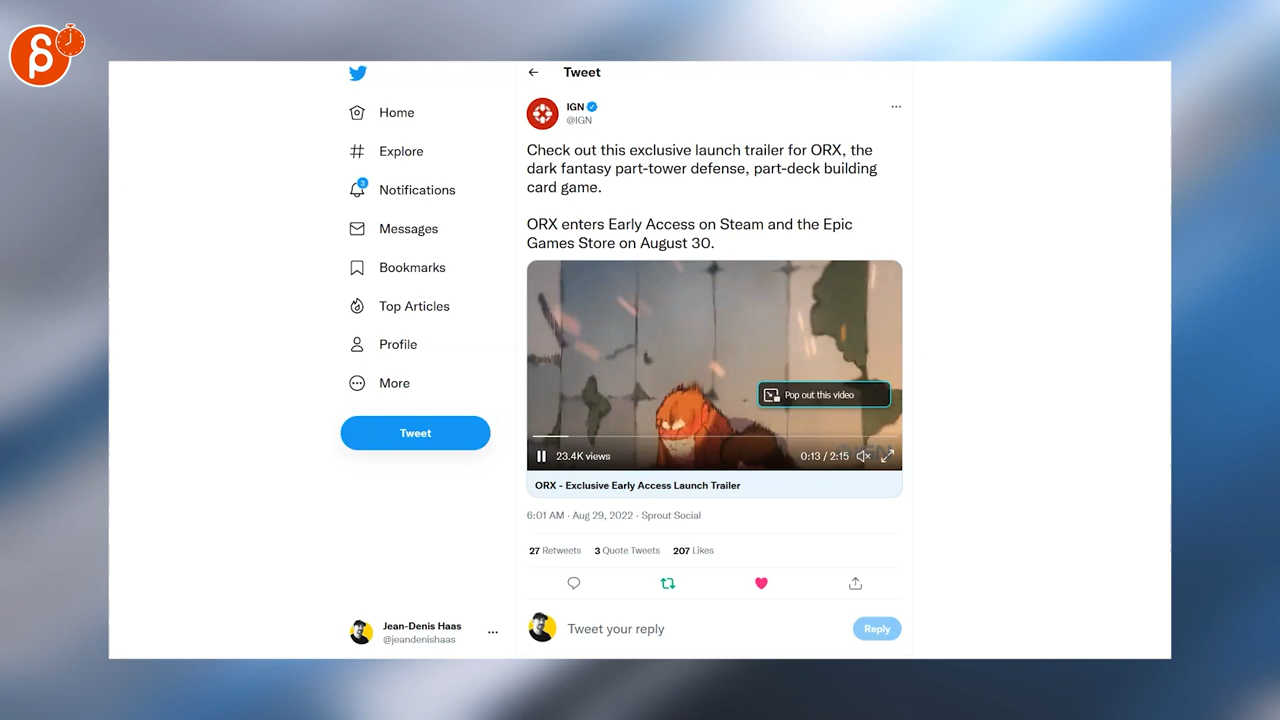 Tweet
Home
Explore
3
Notifications
Messages
Bookmarks
Top Articles
Profile
More
Tweet
Jean-Denis Haas
@jeandenishaas
IGN
@IGN
Check out this exclusive launch trailer for ORX, the
dark fantasy part-tower defense, part-deck building
card game.
ORX enters Early Access on Steam and the Epic
Games Store on August 30.
Pop out this video
23.4K views
0:13 / 2:15
ORX - Exclusive Early Access Launch Trailer
6:01 AM · Aug 29, 2022 · Sprout Social
27 Retweets 3 Quote Tweets 207 Likes
Tweet your reply
Reply